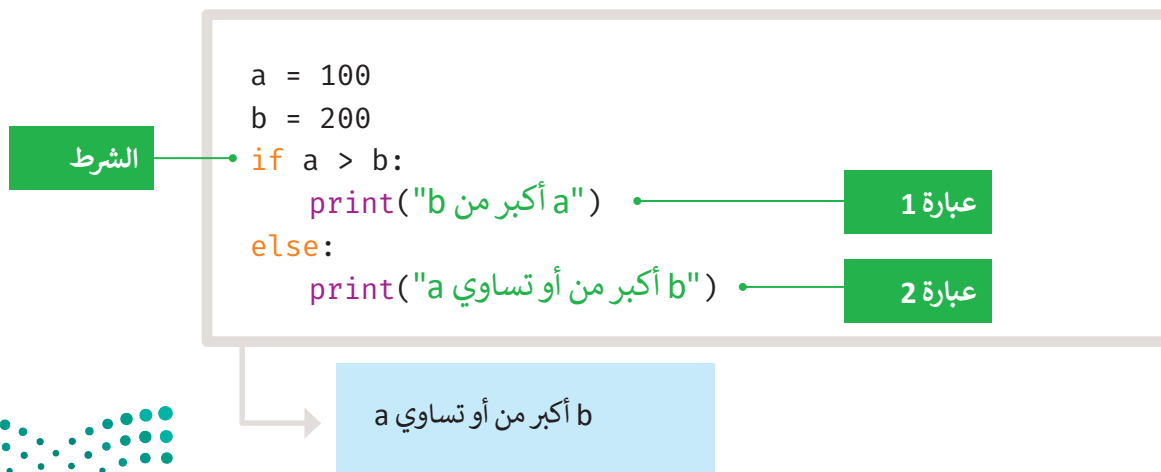 a = 100
b = 200
الشرط
if a > b:
print("a أكبر من b")
عبارة 1
else:
print("b أكبر من أو تساوي a")
عبارة 2
b أكبر من أو تساوي a